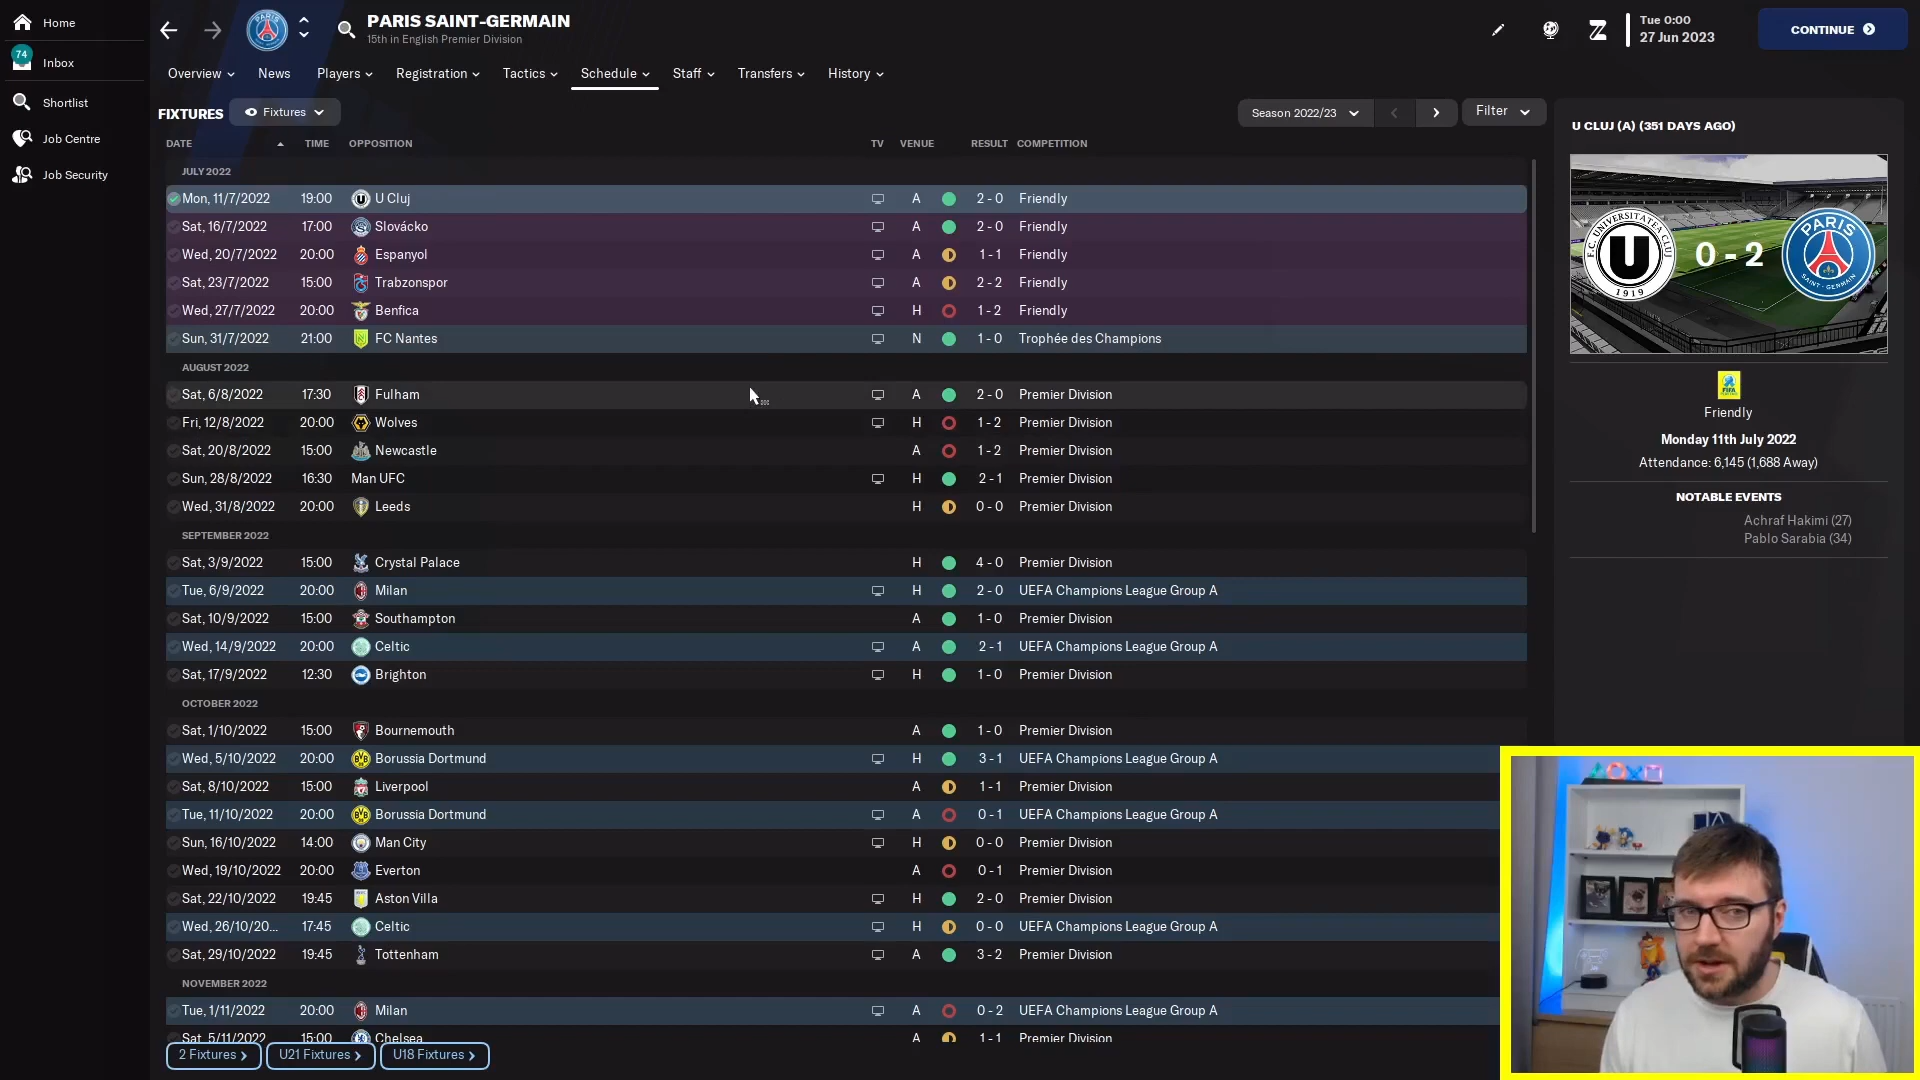 Home
74
Inbox
Shortlist
Job Centre
Job Security
PARIS SAINT-GERMAIN
15th in English Premier Division
Tue 0:00
27 Jun 2023
CONTINUE
Overview
News
Players
Registration
Tactics
Schedule
Staff
Transfers
History
FIXTURES
Fixtures
Season 2022/23
Filter
DATE TIME OPPOSITION TV VENUE RESULT COMPETITION
JULY 2022
Mon, 11/7/2022 19:00 U Cluj A 2 - 0 Friendly
Sat, 16/7/2022 17:00 Slovácko A 2 - 0 Friendly
Wed, 20/7/2022 20:00 Espanyol A 1 - 1 Friendly
Sat, 23/7/2022 15:00 Trabzonspor A 2 - 2 Friendly
Wed, 27/7/2022 20:00 Benfica H 1 - 2 Friendly
Sun, 31/7/2022 21:00 FC Nantes N 1 - 0 Trophée des Champions
AUGUST 2022
Sat, 6/8/2022 17:30 Fulham A 2 - 0 Premier Division
Fri, 12/8/2022 20:00 Wolves H 1 - 2 Premier Division
Sat, 20/8/2022 15:00 Newcastle A 1 - 2 Premier Division
Sun, 28/8/2022 16:30 Man UFC H 2 - 1 Premier Division
Wed, 31/8/2022 20:00 Leeds H 0 - 0 Premier Division
SEPTEMBER 2022
Sat, 3/9/2022 15:00 Crystal Palace H 4 - 0 Premier Division
Tue, 6/9/2022 20:00 Milan H 2 - 0 UEFA Champions League Group A
Sat, 10/9/2022 15:00 Southampton A 1 - 0 Premier Division
Wed, 14/9/2022 20:00 Celtic A 2 - 1 UEFA Champions League Group A
Sat, 17/9/2022 12:30 Brighton H 1 - 0 Premier Division
OCTOBER 2022
Sat, 1/10/2022 15:00 Bournemouth A 1 - 0 Premier Division
Wed, 5/10/2022 20:00 Borussia Dortmund H 3 - 1 UEFA Champions League Group A
Sat, 8/10/2022 15:00 Liverpool A 1 - 1 Premier Division
Tue, 11/10/2022 20:00 Borussia Dortmund A 0 - 1 UEFA Champions League Group A
Sun, 16/10/2022 14:00 Man City H 0 - 0 Premier Division
Wed, 19/10/2022 20:00 Everton A 0 - 1 Premier Division
Sat, 22/10/2022 19:45 Aston Villa H 2 - 0 Premier Division
Wed, 26/10/20... 17:45 Celtic H 0 - 0 UEFA Champions League Group A
Sat, 29/10/2022 19:45 Tottenham A 3 - 2 Premier Division
NOVEMBER 2022
Tue, 1/11/2022 20:00 Milan A 0 - 2 UEFA Champions League Group A
Sat, 5/11/2022 15:00 Chelsea A 1 - 1 Premier Division
2 Fixtures
U21 Fixtures
U18 Fixtures
U CLUJ (A) (351 DAYS AGO)
F.C. UNIVERSITATEA CLUJ
U
1919
0 - 2
PARIS
SAINT-GERMAIN
Friendly
Monday 11th July 2022
Attendance: 6,145 (1,688 Away)
NOTABLE EVENTS
Achraf Hakimi (27)
Pablo Sarabia (34)